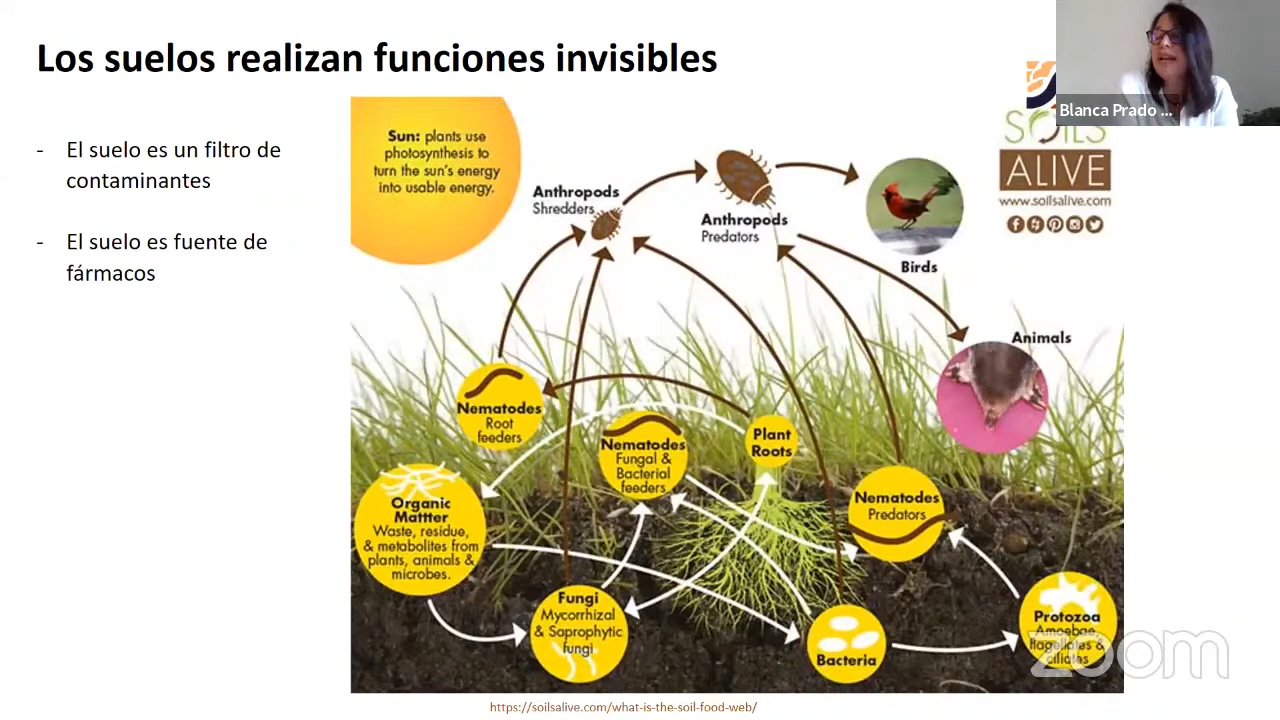 Los suelos realizan funciones invisibles
- El suelo es un filtro de
contaminantes
- El suelo es fuente de
fármacos
Sun: plants use
photosynthesis to
turn the sun's energy
into usable energy.
Anthropods
Shredders
Anthropods
Predators
Birds
Animals
Blanca Prado ...
SOILS
ALIVE
www.soilsalive.com
Nematodes
Root
feeders
Nematodes
Fungal &
Bacterial
feeders
Plant
Roots
Nematodes
Predators
Organic
Mattter
Waste, residue,
& metabolites from
plants, animals &
microbes.
Fungi
Mycorrhizal
& Saprophytic
fungi
Bacteria
Protozoa
Amoebae,
flagellates &
ciliates
zoom
https://soilsalive.com/what-is-the-soil-food-web/